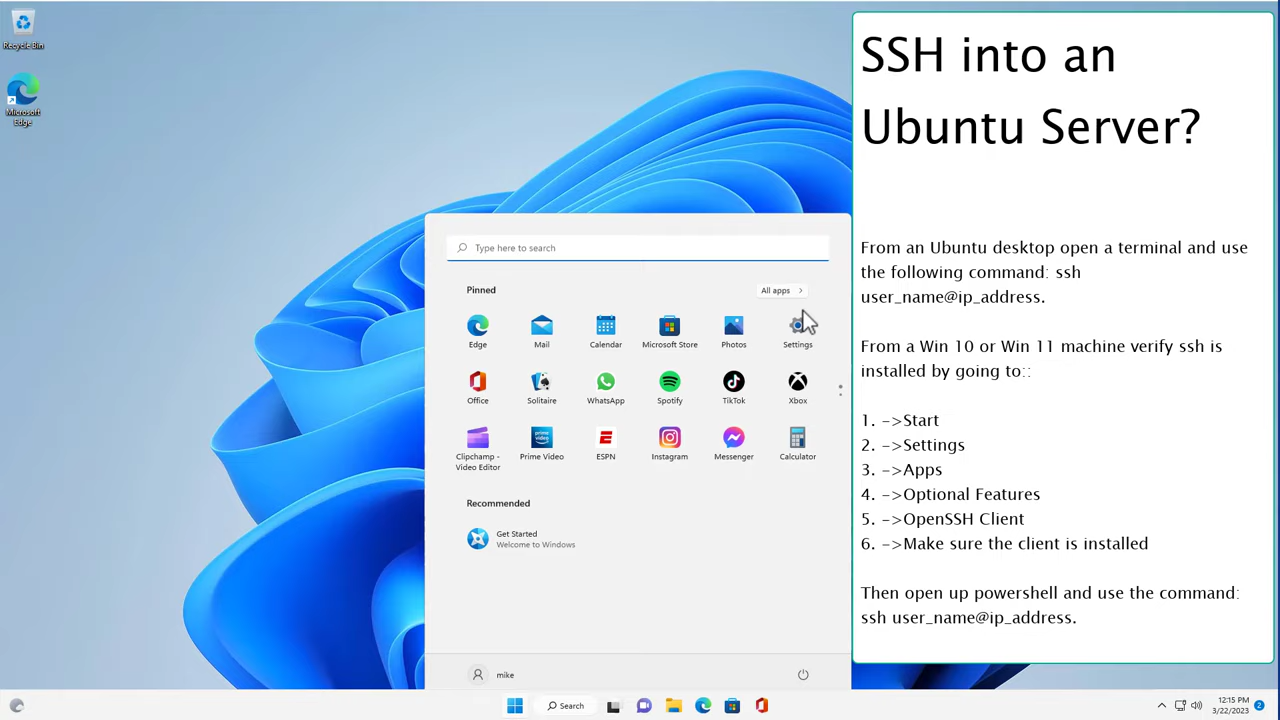 Recycle Bin
Microsoft
Edge
SSH into an
Ubuntu Server?
From an Ubuntu desktop open a terminal and use
the following command: ssh
user_name@ip_address.
From a Win 10 or Win 11 machine verify ssh is
installed by going to::
1. ->Start
2. ->Settings
3. ->Apps
4. ->Optional Features
5. ->OpenSSH Client
6. ->Make sure the client is installed
Then open up powershell and use the command:
ssh user_name@ip_address.
Type here to search
Pinned
All apps >
Edge
Mail
Calendar
Microsoft Store
Photos
Settings
Office
Solitaire
WhatsApp
Spotify
TikTok
Xbox
Clipchamp -
Video Editor
Prime Video
ESPN
Instagram
Messenger
Calculator
Recommended
Get Started
Welcome to Windows
mike
Search
12:15 PM
3/22/2023
2